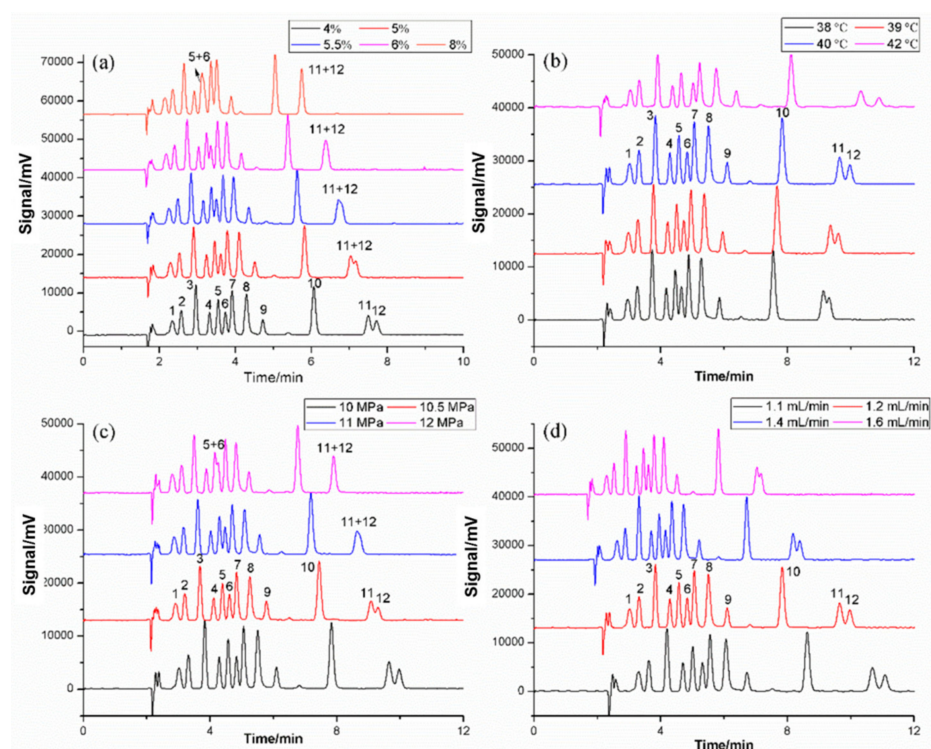 (a)
4% 5%
5.5% 6% 8%
Signal/mV
70000
60000
50000
40000
30000
20000
10000
0
5+6 11+12
11+12
11+12
11+12
1 2 3 4 5 6 7 8 9 10 11 12
0 2 4 6 8 10
Time/min
(b)
38 °C 39 °C
40 °C 42 °C
Signal/mV
50000
40000
30000
20000
10000
0
1 2 3 4 5 6 7 8 9 10 11 12
0 4 8 12
Time/min
(c)
10 MPa 10.5 MPa
11 MPa 12 MPa
Signal/mV
50000
40000
30000
20000
10000
0
5+6 11+12
11+12
1 2 3 4 5 6 7 8 9 10 11 12
0 2 4 6 8 10 12
Time/min
(d)
1.1 mL/min 1.2 mL/min
1.4 mL/min 1.6 mL/min
Signal/mV
50000
40000
30000
20000
10000
0
1 2 3 4 5 6 7 8 9 10 11 12
0 4 8 12
Time/min